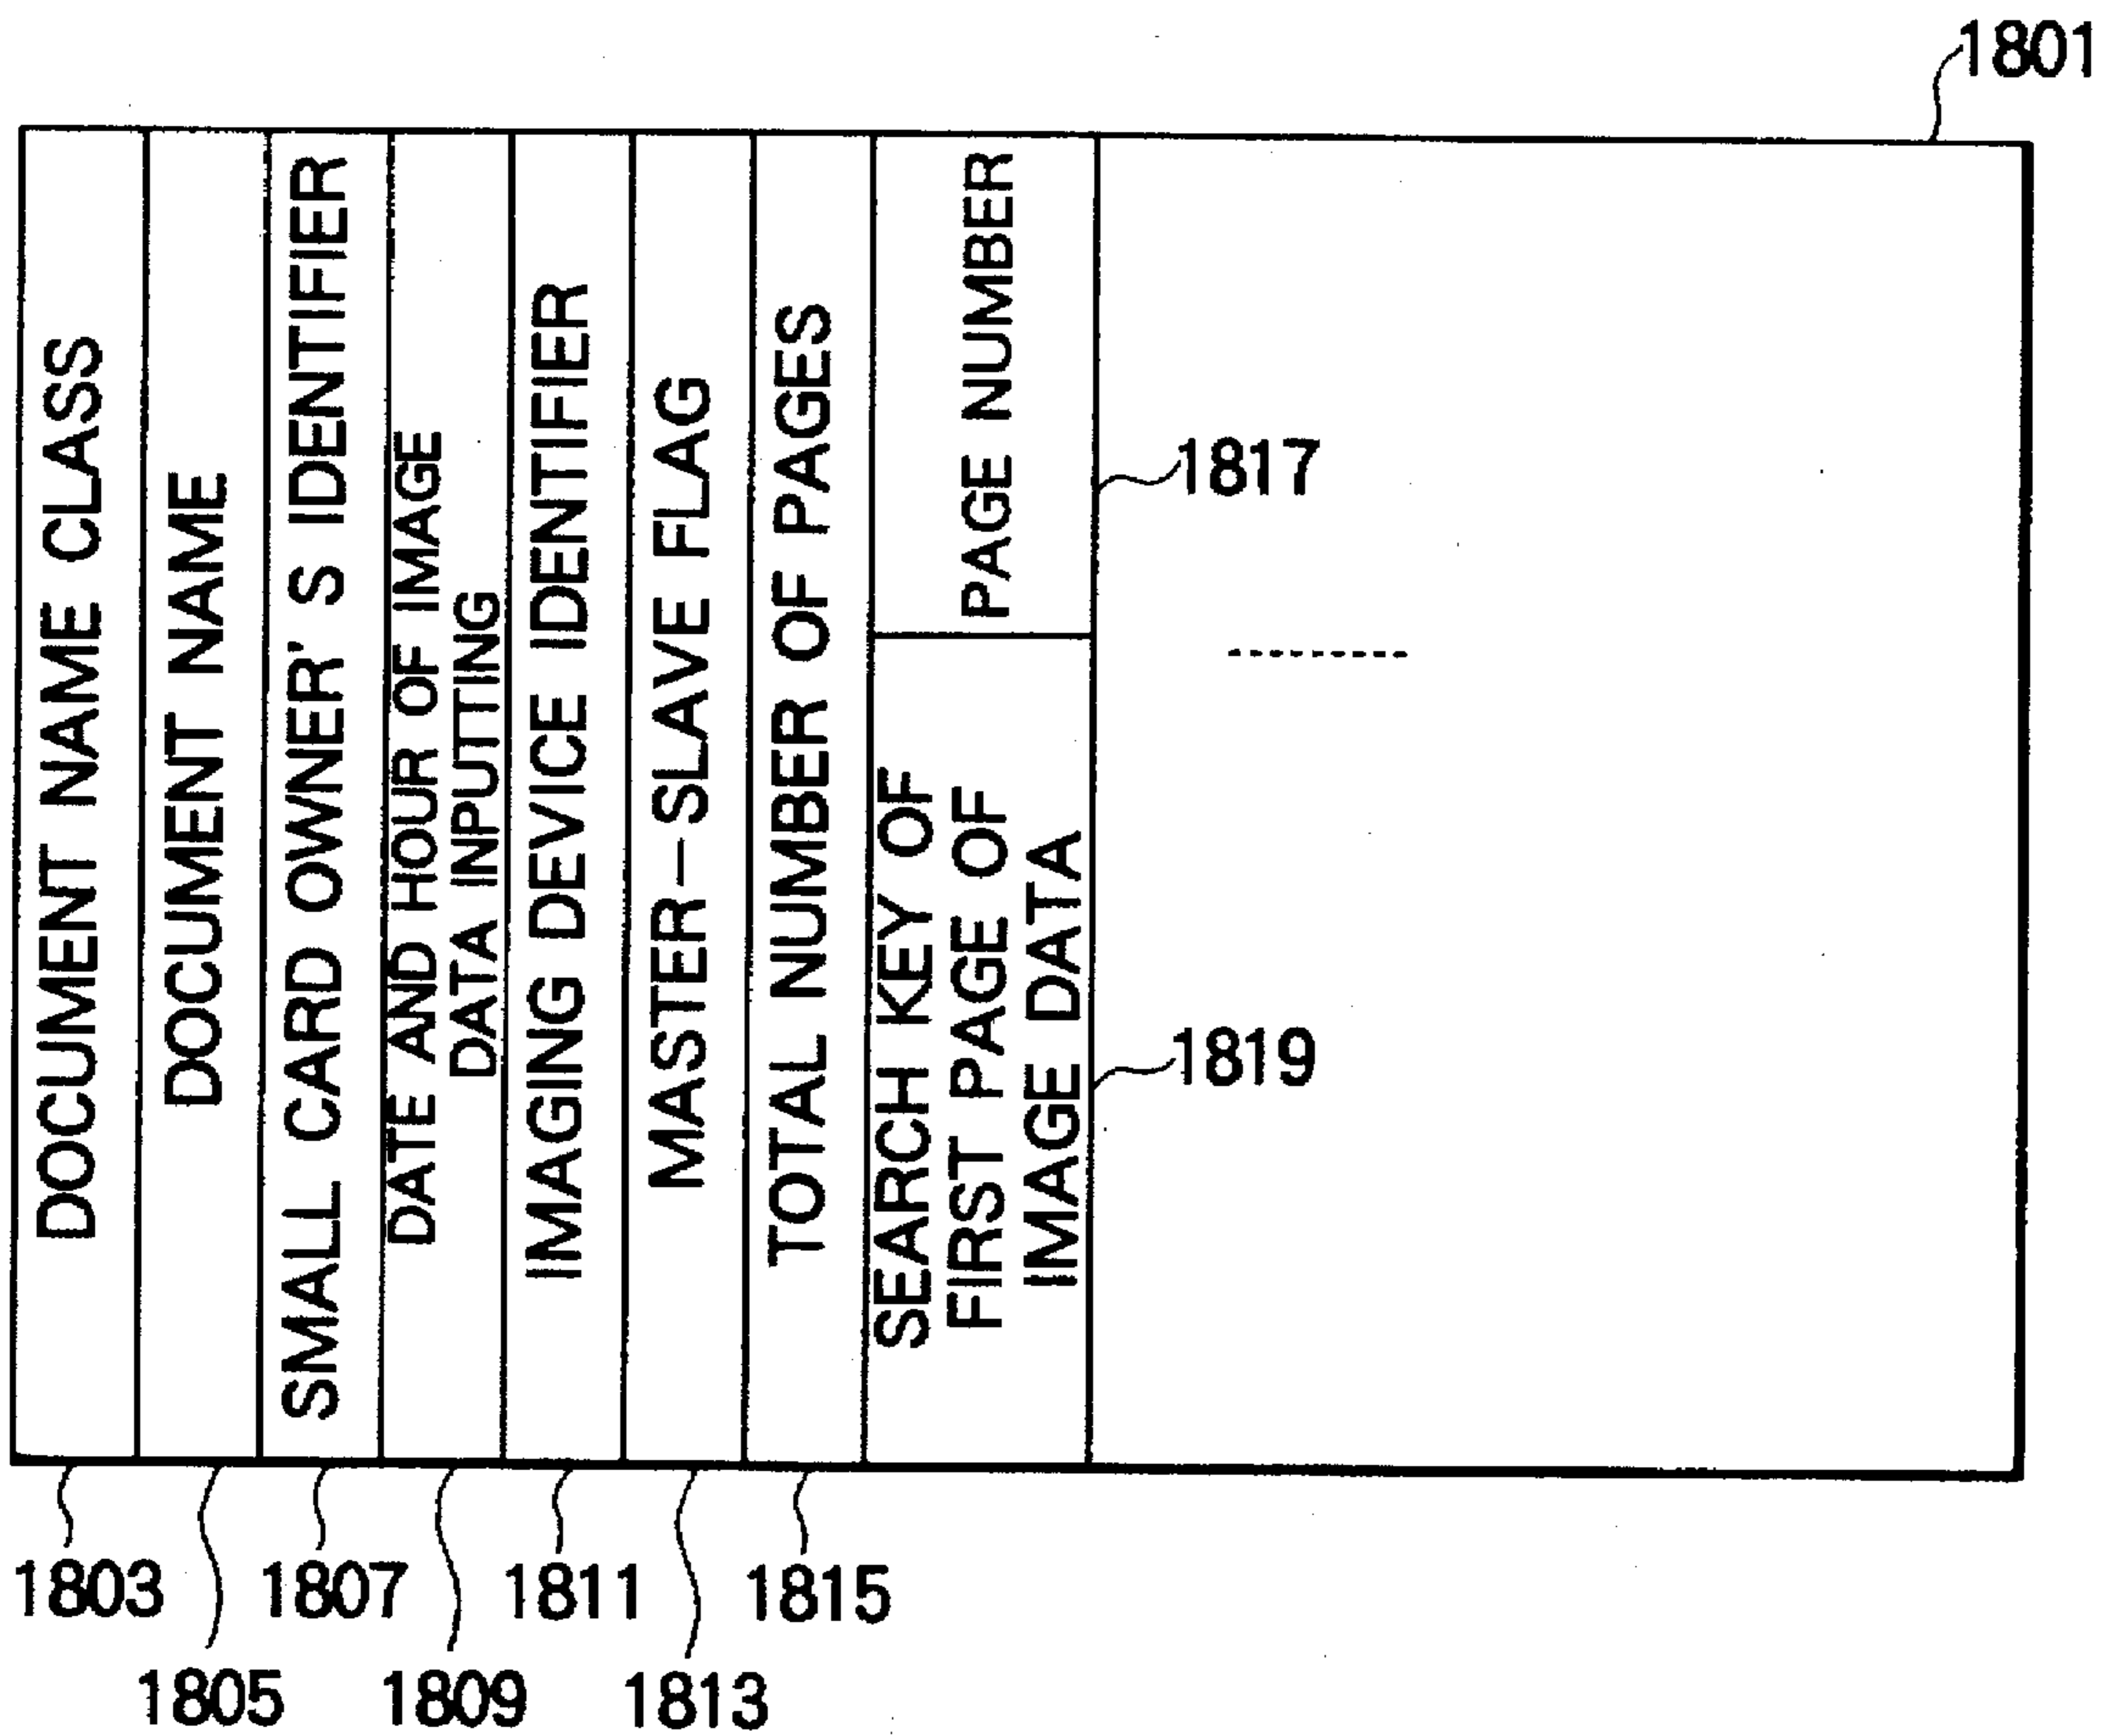 1801
DOCUMENT NAME CLASS
DOCUMENT NAME
SMALL CARD OWNER'S IDENTIFIER
DATE AND HOUR OF IMAGE
DATA INPUTTING
IMAGING DEVICE IDENTIFIER
MASTER-SLAVE FLAG
TOTAL NUMBER OF PAGES
PAGE NUMBER
1817
SEARCH KEY OF
FIRST PAGE OF
IMAGE DATA
1819
1803
1805
1807
1809
1811
1813
1815